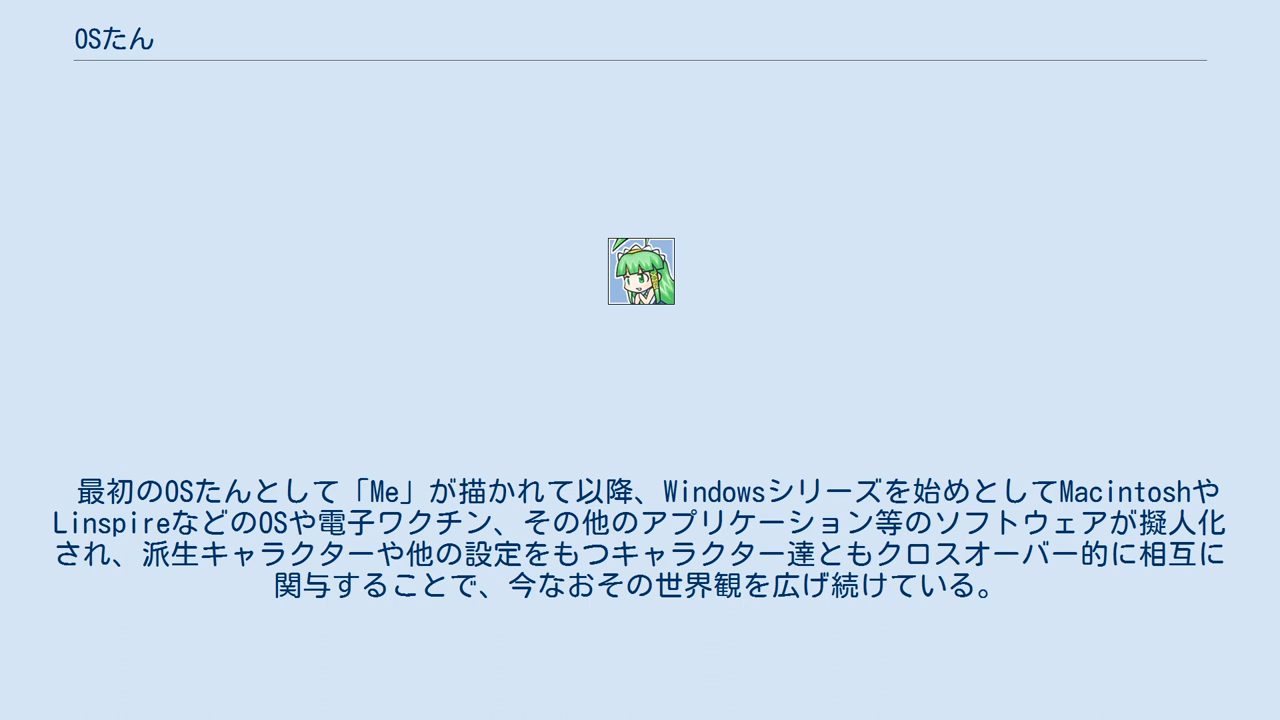 OSたん
最初のOSたんとして「Me」が描かれて以降、Windowsシリーズを始めとしてMacintoshや
LinspireなどのOSや電子ワクチン、その他のアプリケーション等のソフトウェアが擬人化
され、派生キャラクターや他の設定をもつキャラクター達ともクロスオーバー的に相互に
関与することで、今なおその世界観を広げ続けている。